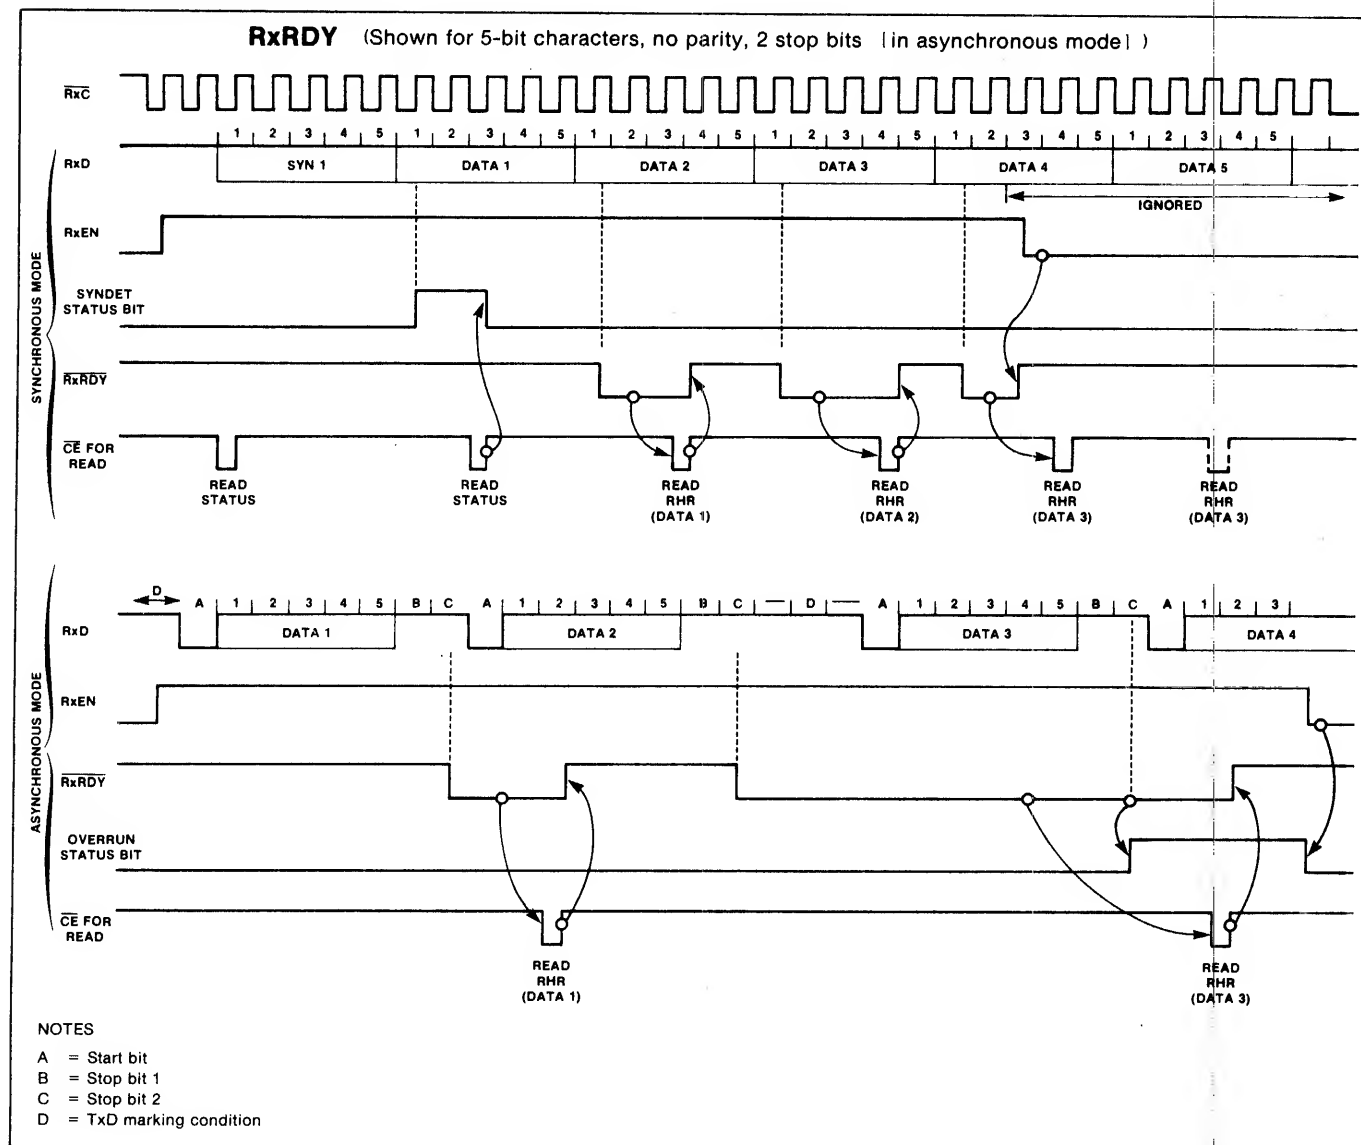 RxRDY (Shown for 5-bit characters, no parity, 2 stop bits [in asynchronous mode] )
RxC
1 2 3 4 5 1 2 3 4 5 1 2 3 4 5 1 2 3 4 5 1 2 3 4 5 1 2 3 4 5
RxD SYN 1 DATA 1 DATA 2 DATA 3 DATA 4 DATA 5
IGNORED
RxEN
SYNCHRONOUS MODE
SYNDET
STATUS BIT
RxRDY
CE FOR
READ
READ
STATUS
READ
STATUS
READ
RHR
(DATA 1)
READ
RHR
(DATA 2)
READ
RHR
(DATA 3)
READ
RHR
(DATA 3)
D A 1 2 3 4 5 B C A 1 2 3 4 5 B C D A 1 2 3 4 5 B C A 1 2 3
RxD DATA 1 DATA 2 DATA 3 DATA 4
RxEN
ASYNCHRONOUS MODE
RxRDY
OVERRUN
STATUS BIT
CE FOR
READ
READ
RHR
(DATA 1)
READ
RHR
(DATA 3)
NOTES
A = Start bit
B = Stop bit 1
C = Stop bit 2
D = TxD marking condition